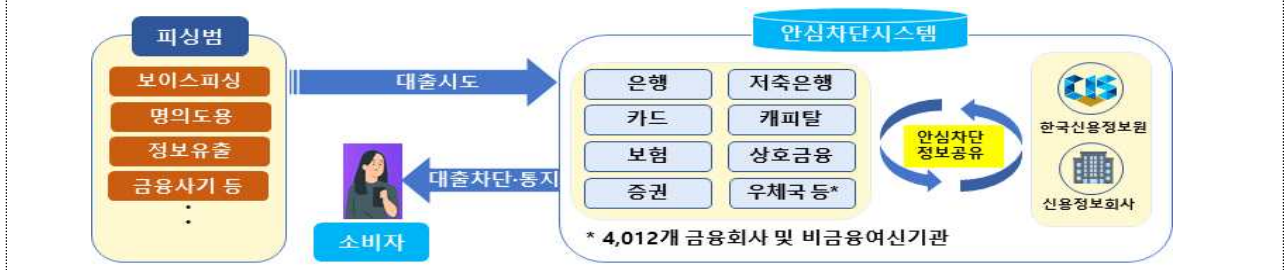 피싱범
보이스피싱
명의도용
정보유출
금융사기 등
:
대출시도
대출차단·통지
소비자
안심차단시스템
은행
저축은행
카드
캐피탈
보험
상호금융
증권
우체국 등*
* 4,012개 금융회사 및 비금융여신기관
안심차단
정보공유
CIS
한국신용정보원
신용정보회사